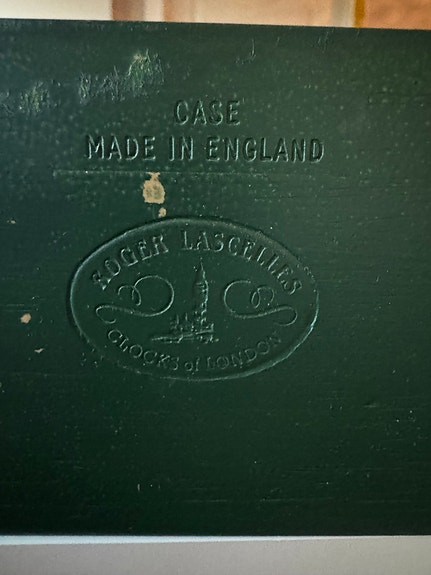 CASE
MADE IN ENGLAND
ROGER LASCELLES
CLOCKS of LONDON